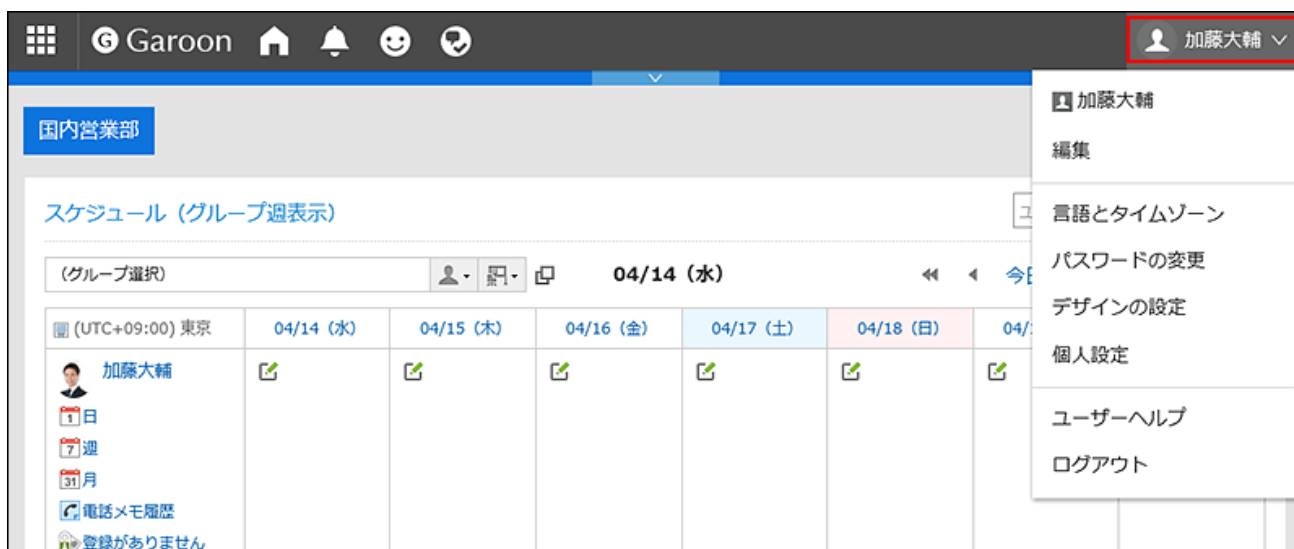 Garoon
加藤大輔
国内営業部
加藤大輔
編集
言語とタイムゾーン
パスワードの変更
デザインの設定
個人設定
ユーザーヘルプ
ログアウト
スケジュール（グループ週表示）
(グループ選択)
04/14（水）
今日
(UTC+09:00) 東京
04/14（水）
04/15（木）
04/16（金）
04/17（土）
04/18（日）
04/
加藤大輔
1 日
7 週
31 月
電話メモ履歴
登録がありません